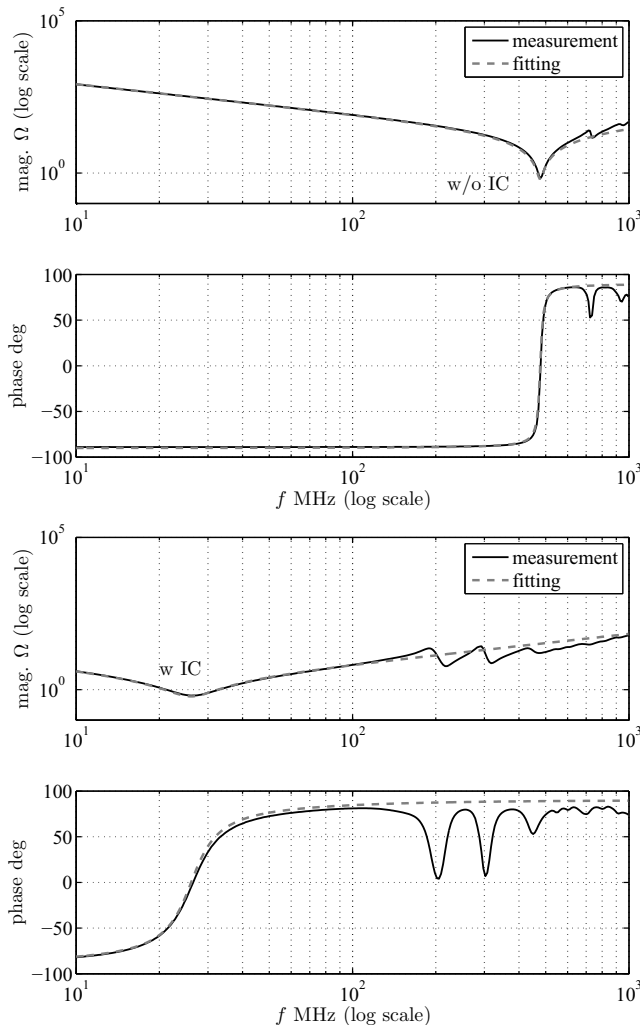 10^5
mag. Ω (log scale)
measurement
fitting
10^0
w/o IC
10^1
10^2
10^3
100
50
phase deg
0
−50
−100
10^1
10^2
10^3
f MHz (log scale)
10^5
mag. Ω (log scale)
measurement
fitting
w IC
10^0
10^1
10^2
10^3
100
50
phase deg
0
−50
−100
10^1
10^2
10^3
f MHz (log scale)